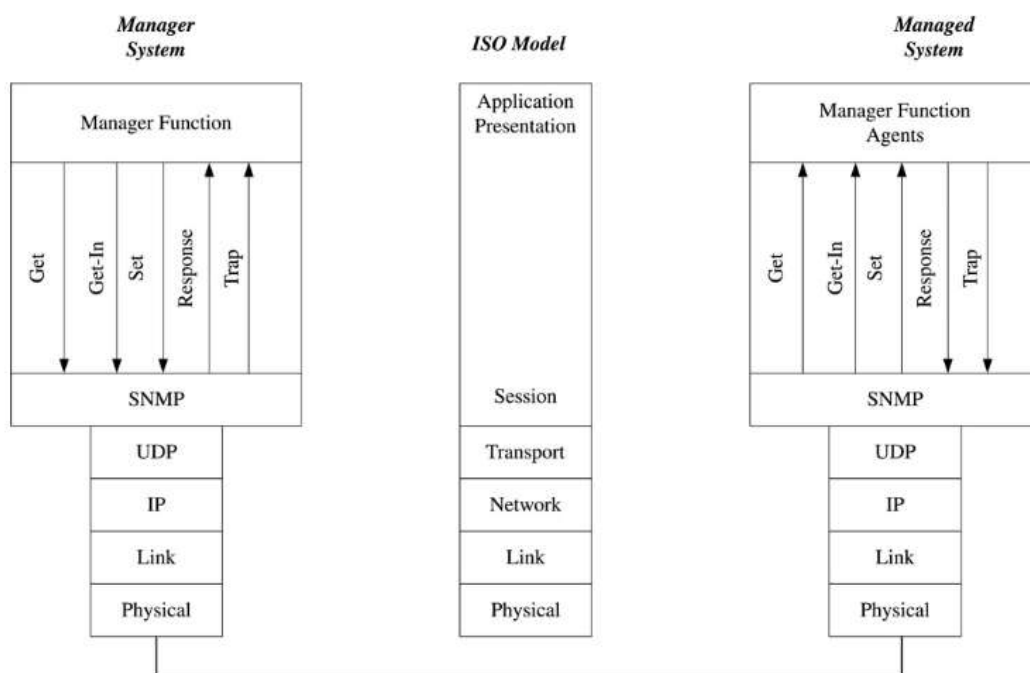 Manager
System
ISO Model
Managed
System
Manager Function
Application
Presentation
Manager Function
Agents
Get
Get-In
Set
Response
Trap
Get
Get-In
Set
Response
Trap
SNMP
Session
SNMP
UDP
Transport
UDP
IP
Network
IP
Link
Link
Link
Physical
Physical
Physical